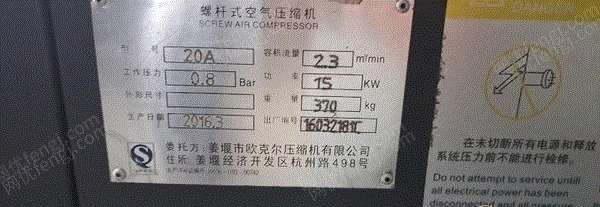 螺杆式空气压缩机
SCREW AIR COMPRESSOR
型号 20A 容积流量 2.3 m³/min
工作压力 0.8 Bar 功率 15 KW
外形尺寸 重量 370 kg
生产日期 2016.3 出厂编号
委托方:姜堰市欧克尔压缩机有限公司
住所:姜堰经济开发区杭州路498号
在未切断所有电源和释放
系统压力前不能进行检修。
Do not attempt to service until
all electrical power has been
disconnected and all pressure